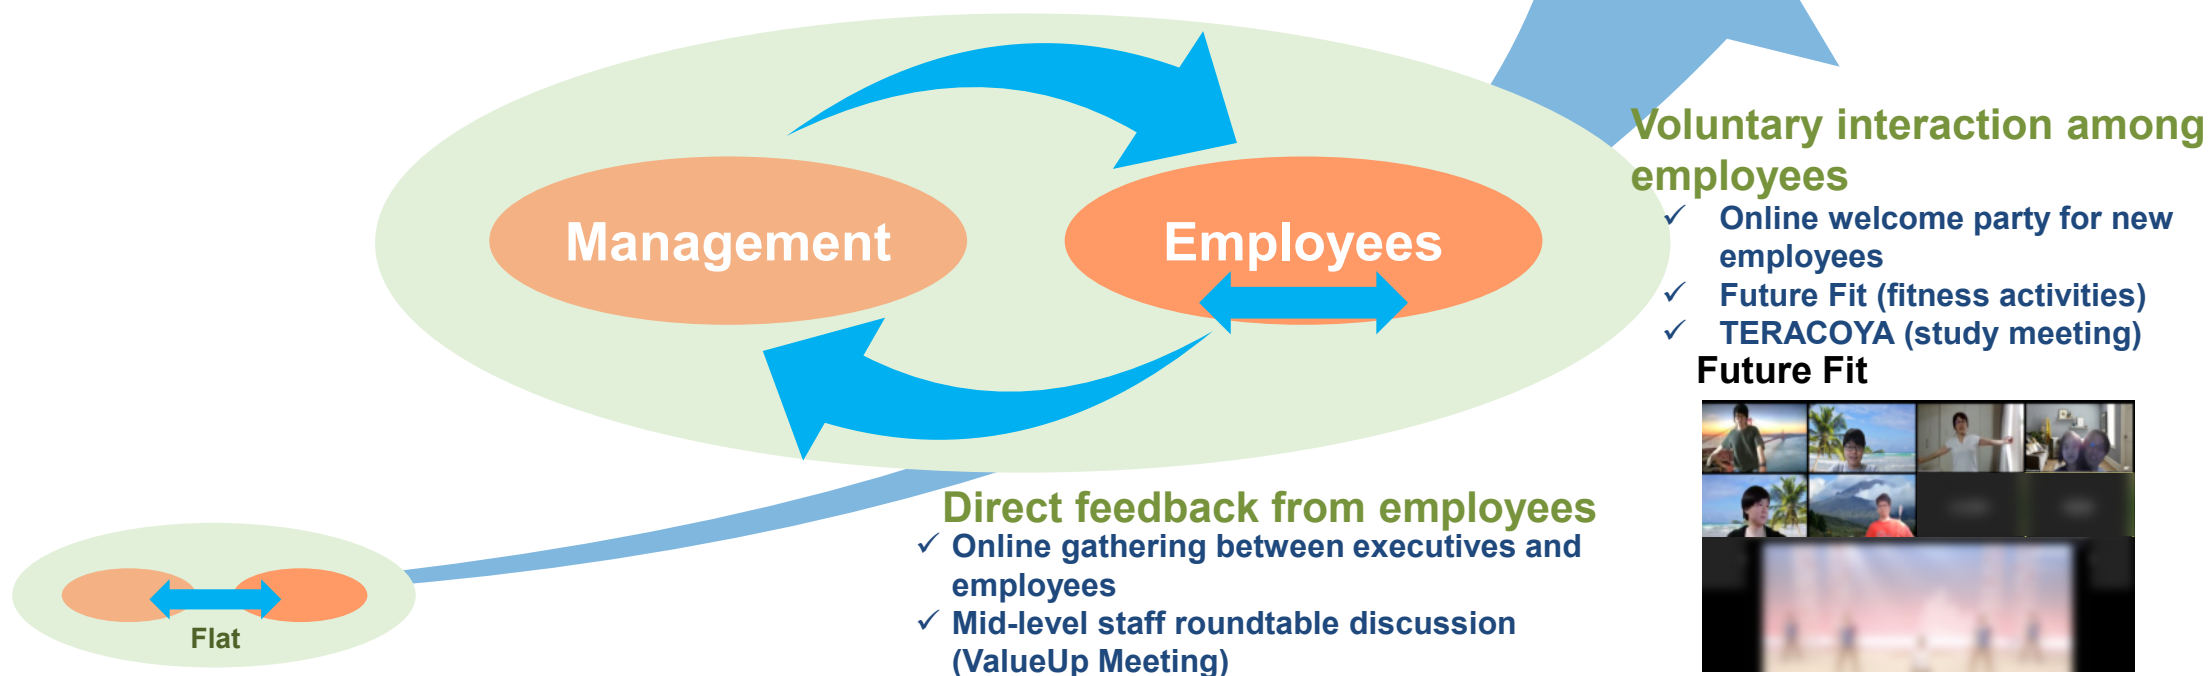 Management
Employees
Voluntary interaction among
employees
✓ Online welcome party for new
employees
✓ Future Fit (fitness activities)
✓ TERACOYA (study meeting)
Future Fit
Direct feedback from employees
✓ Online gathering between executives and
employees
✓ Mid-level staff roundtable discussion
(ValueUp Meeting)
Flat